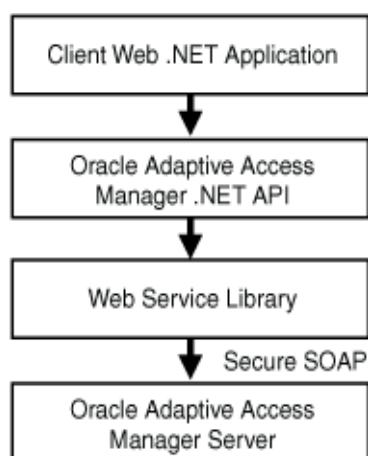 Client Web .NET Application
Oracle Adaptive Access
Manager .NET API
Web Service Library
Secure SOAP
Oracle Adaptive Access
Manager Server